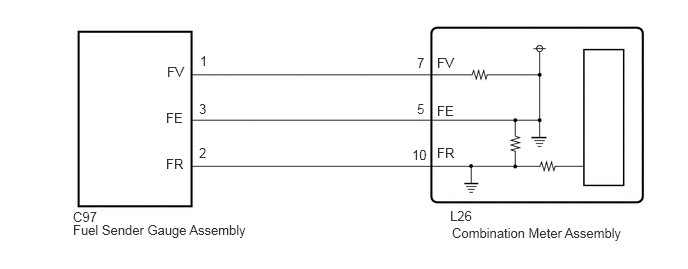 1 7 FV
FV
3 5 FE
FE
2 10 FR
FR
C97 L26
Fuel Sender Gauge Assembly Combination Meter Assembly